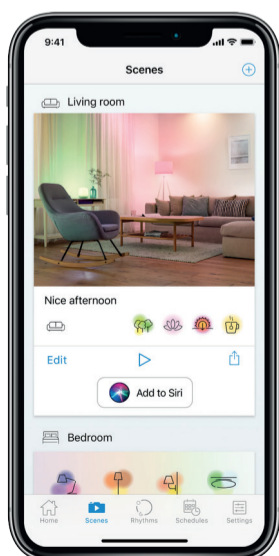 9:41
Scenes
Living room
Nice afternoon
Edit
Add to Siri
Bedroom
Home
Scenes
Rhythms
Schedules
Settings